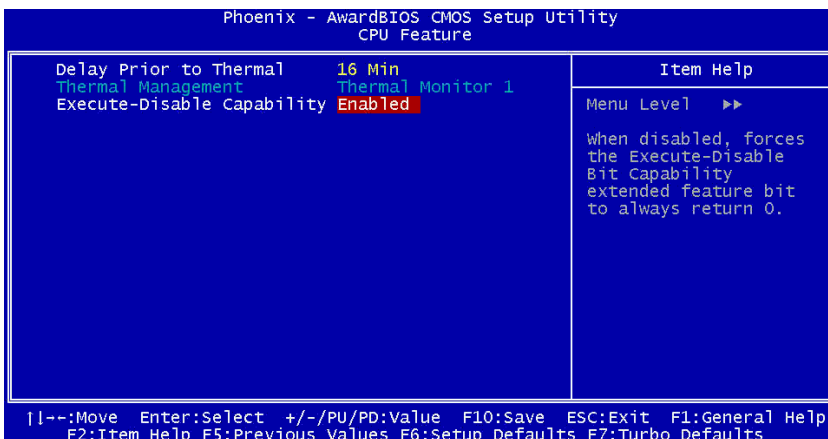 Phoenix - AwardBIOS CMOS Setup Utility
CPU Feature
Delay Prior to Thermal 16 Min
Thermal Management Thermal Monitor 1
Execute-Disable Capability Enabled
Item Help
Menu Level ▶▶
When disabled, forces
the Execute-Disable
Bit Capability
extended feature bit
to always return 0.
↑↓→←:Move Enter:Select +/-/PU/PD:Value F10:Save ESC:Exit F1:General Help
F2:Item Help F5:Previous Values F6:Setup Defaults F7:Turbo Defaults